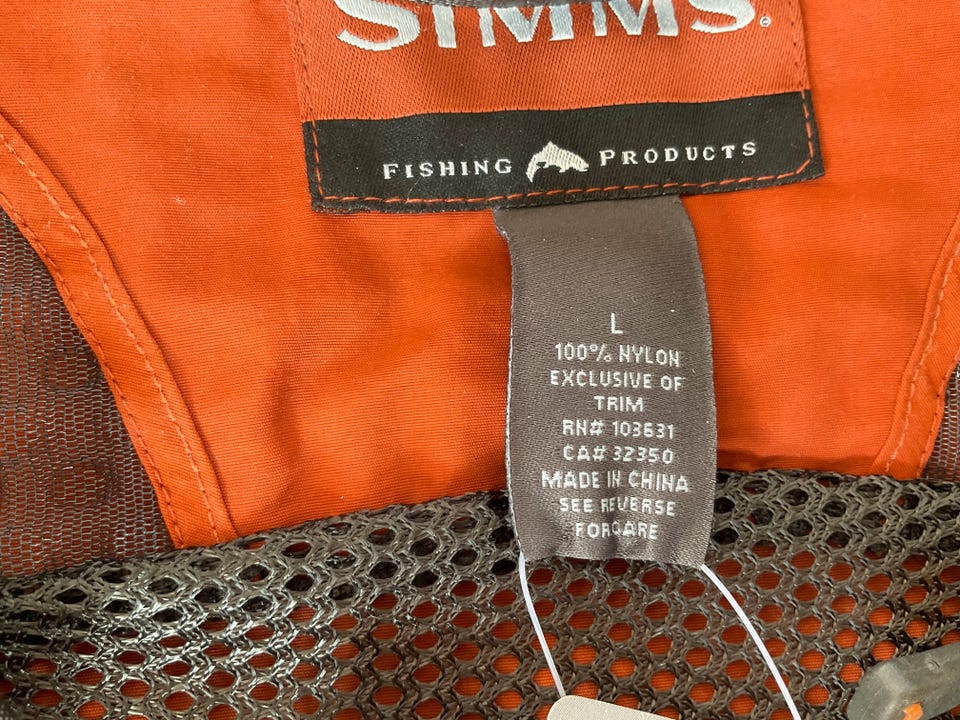 SIMMS®
FISHING PRODUCTS
L
100% NYLON
EXCLUSIVE OF
TRIM
RN# 103631
CA# 32350
MADE IN CHINA
SEE REVERSE
FOR CARE